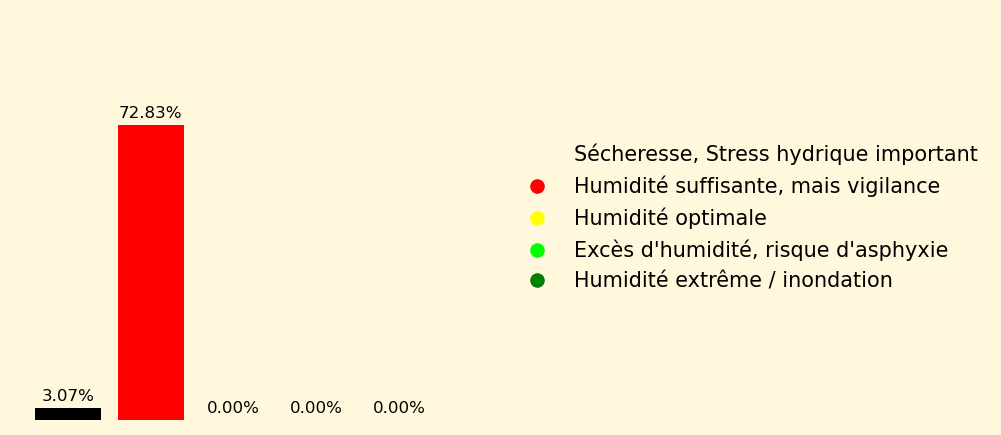 72.83%
3.07%
0.00%
0.00%
0.00%
Sécheresse, Stress hydrique important
Humidité suffisante, mais vigilance
Humidité optimale
Excès d'humidité, risque d'asphyxie
Humidité extrême / inondation